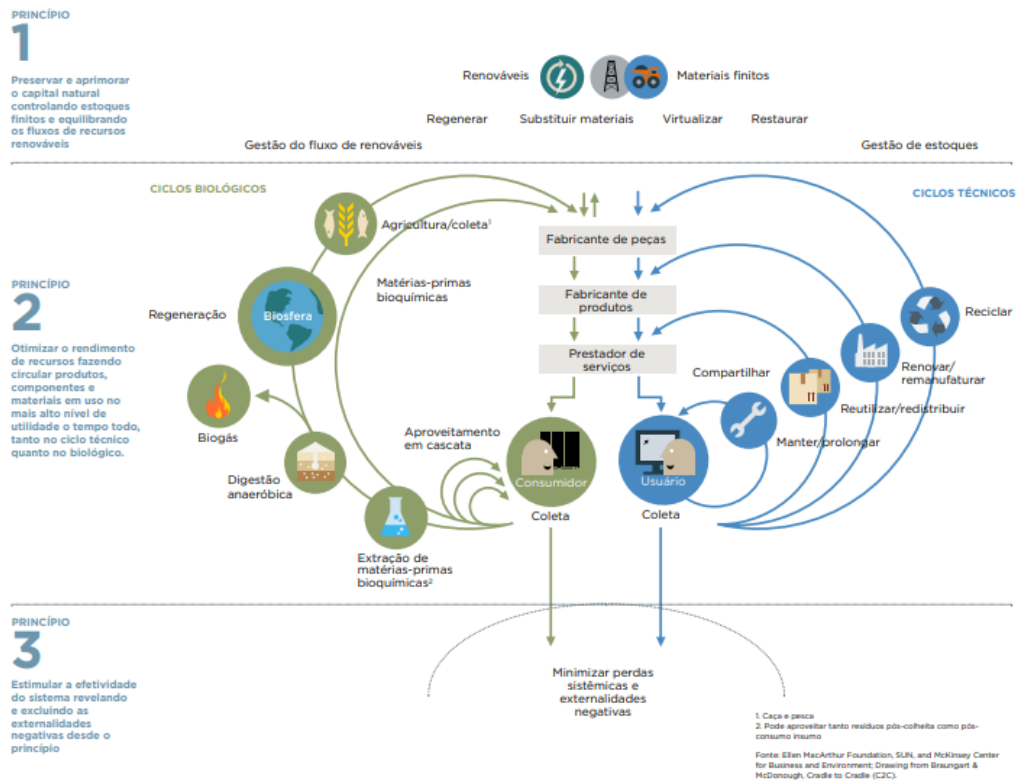 PRINCÍPIO
1
Preservar e aprimorar
o capital natural
controlando estoques
finitos e equilibrando
os fluxos de recursos
renováveis
Renováveis
Materiais finitos
Regenerar
Substituir materiais
Virtualizar
Restaurar
Gestão do fluxo de renováveis
Gestão de estoques
PRINCÍPIO
2
Otimizar o rendimento
de recursos fazendo
circular produtos,
componentes e
materiais em uso no
mais alto nível de
utilidade o tempo todo,
tanto no ciclo técnico
quanto no biológico.
CICLOS BIOLÓGICOS
CICLOS TÉCNICOS
Agricultura/coleta¹
Matérias-primas
bioquímicas
Regeneração
Biosfera
Biogás
Digestão
anaeróbica
Extração de
matérias-primas
bioquímicas²
Aproveitamento
em cascata
Fabricante de peças
Fabricante de
produtos
Prestador de
serviços
Consumidor
Coleta
Usuário
Coleta
Compartilhar
Manter/prolongar
Reutilizar/redistribuir
Renovar/
remanufaturar
Reciclar
PRINCÍPIO
3
Estimular a efetividade
do sistema revelando
e excluindo as
externalidades
negativas desde o
princípio
Minimizar perdas
sistêmicas e
externalidades
negativas
1. Caça e pesca
2. Pode aproveitar tanto resíduos pós-colheita como pós-
consumo insumo
Fonte: Ellen MacArthur Foundation, SUN, and McKinsey Center
for Business and Environment; Drawing from Braungart &
McDonough, Cradle to Cradle (C2C).